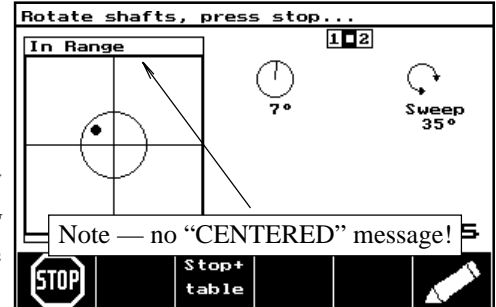 Rotate shafts, press stop...
In Range
1 2
7°
Sweep
35°
Note — no “CENTERED” message!
STOP
Stop+
table